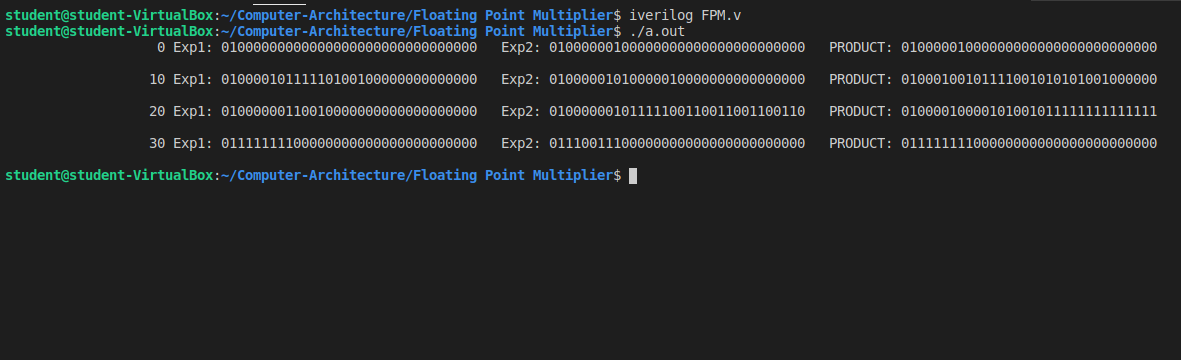 student@student-VirtualBox:~/Computer-Architecture/Floating Point Multiplier$ iverilog FPM.v
student@student-VirtualBox:~/Computer-Architecture/Floating Point Multiplier$ ./a.out
0 Exp1: 01000000000000000000000000000000 Exp2: 01000000100000000000000000000000 PRODUCT: 01000001000000000000000000000000
10 Exp1: 01000010111110100100000000000000 Exp2: 01000001010000010000000000000000 PRODUCT: 01000100101111001010101001000000
20 Exp1: 01000000110010000000000000000000 Exp2: 01000000101111100110011001100110 PRODUCT: 01000010000101001011111111111111
30 Exp1: 01111111100000000000000000000000 Exp2: 01110011100000000000000000000000 PRODUCT: 01111111100000000000000000000000
student@student-VirtualBox:~/Computer-Architecture/Floating Point Multiplier$